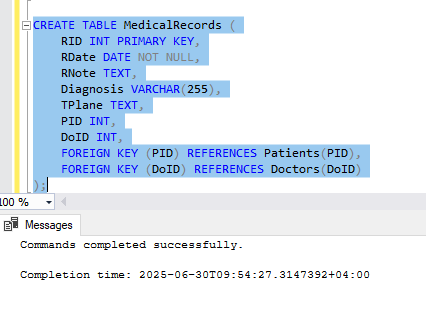 CREATE TABLE MedicalRecords (
RID INT PRIMARY KEY,
RDate DATE NOT NULL,
RNote TEXT,
Diagnosis VARCHAR(255),
TPlane TEXT,
PID INT,
DoID INT,
FOREIGN KEY (PID) REFERENCES Patients(PID),
FOREIGN KEY (DoID) REFERENCES Doctors(DoID)
);
100 %
Messages
Commands completed successfully.
Completion time: 2025-06-30T09:54:27.3147392+04:00